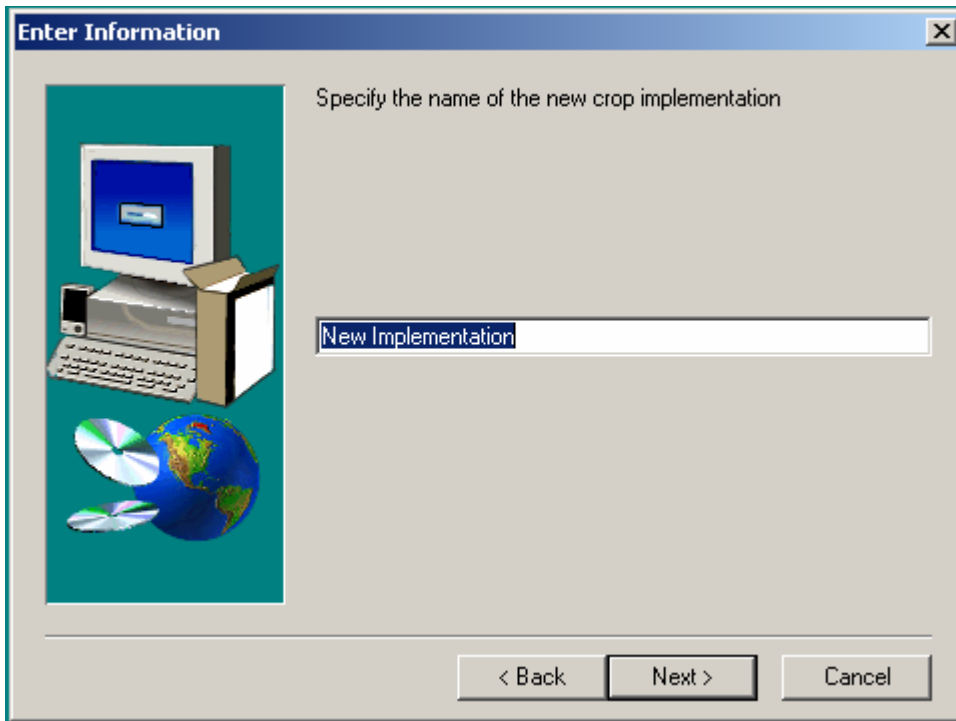 Enter Information
Specify the name of the new crop implementation
New Implementation
< Back Next > Cancel